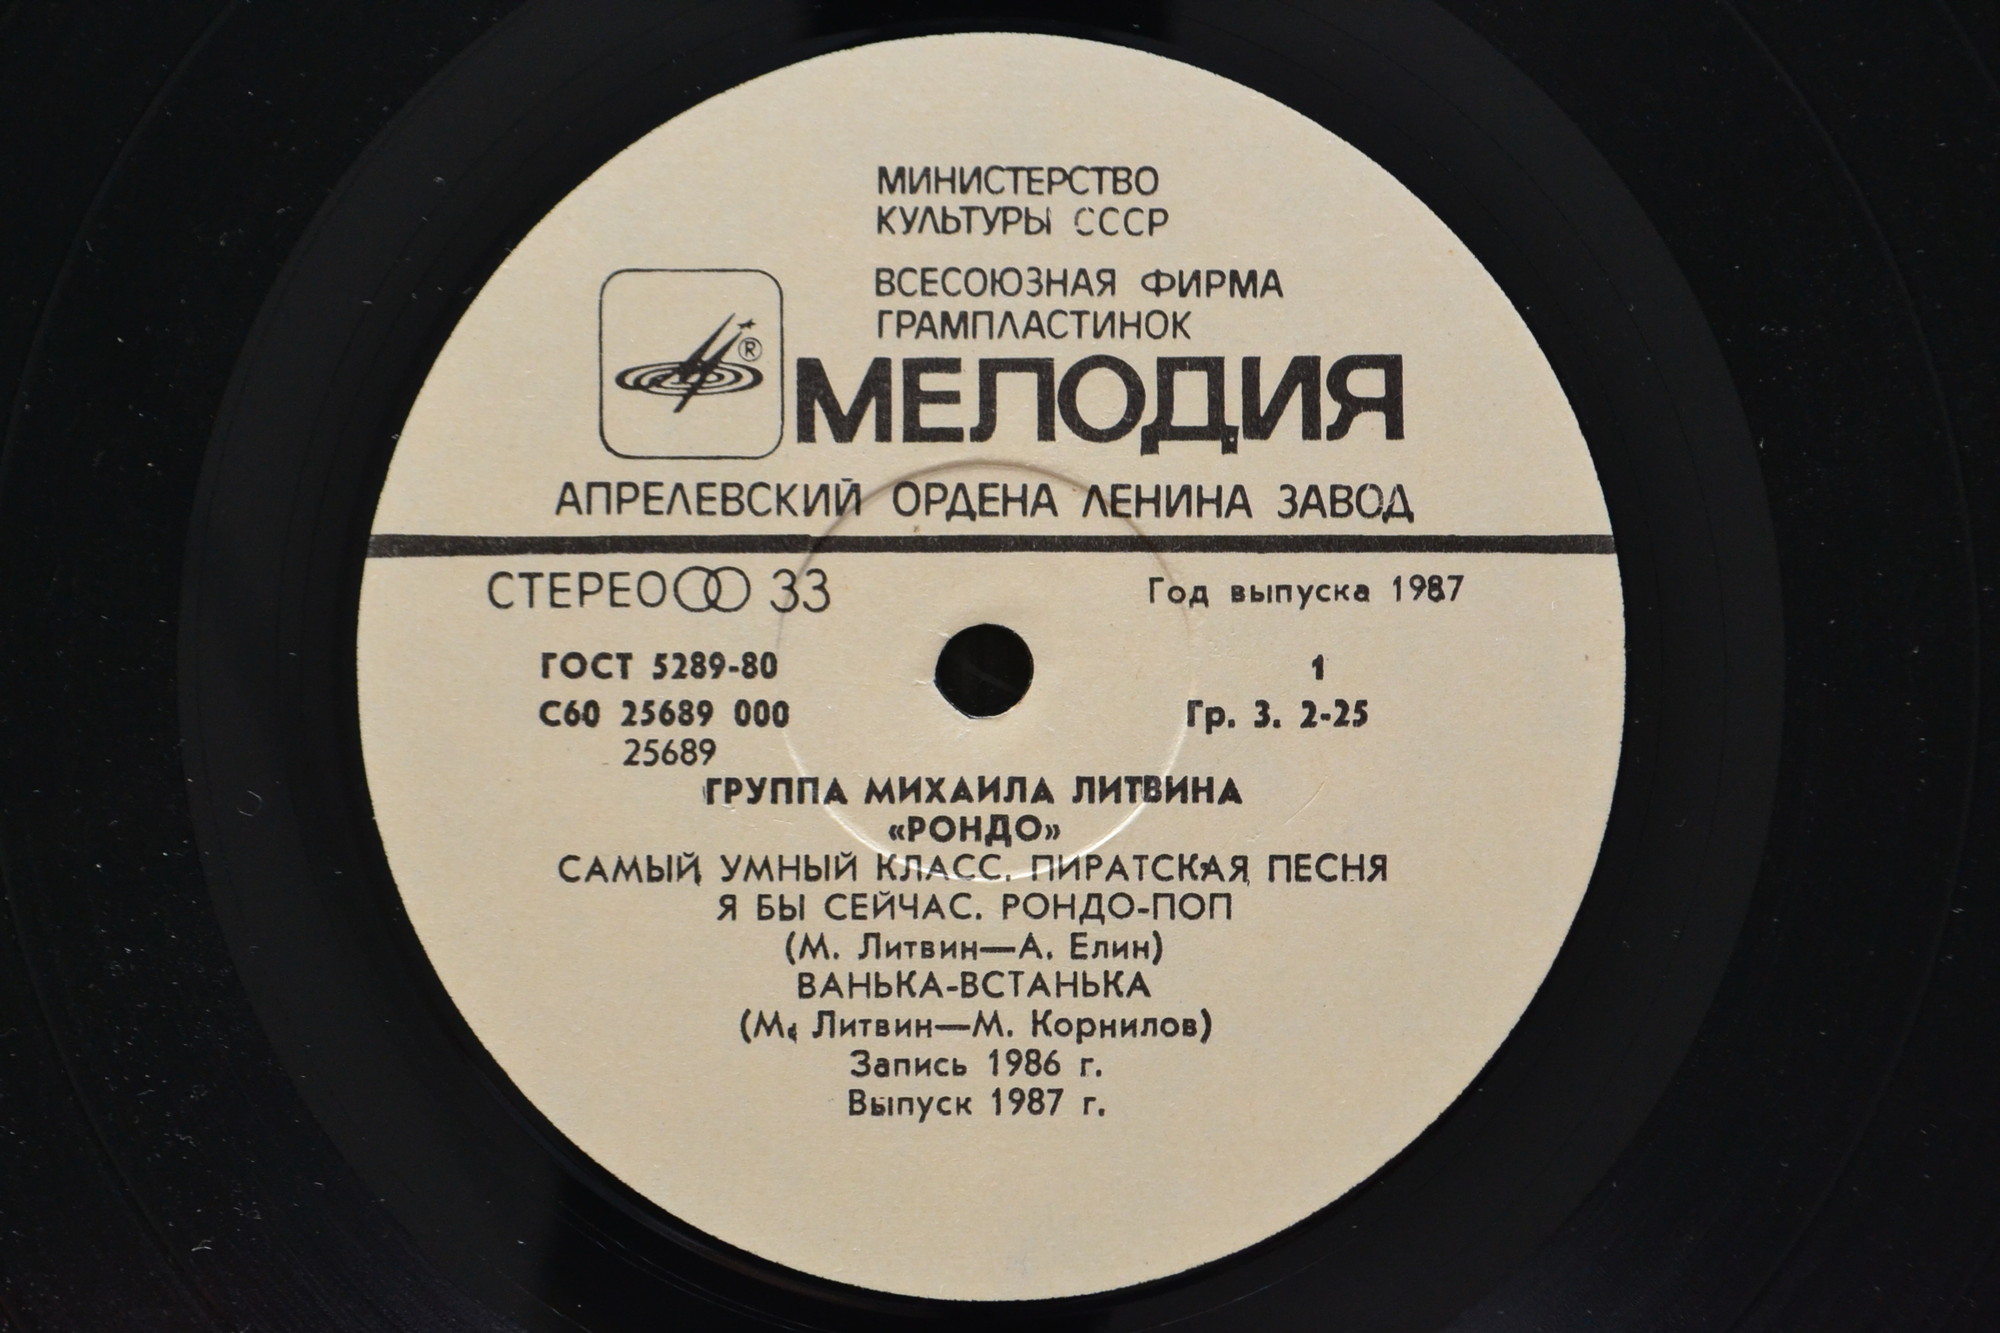 МИНИСТЕРСТВО
КУЛЬТУРЫ СССР
ВСЕСОЮЗНАЯ ФИРМА
ГРАМПЛАСТИНОК
®
МЕЛОДИЯ
АПРЕЛЕВСКИЙ ОРДЕНА ЛЕНИНА ЗАВОД
СТЕРЕО 33
Год выпуска 1987
ГОСТ 5289-80
1
С60 25689 000
Гр. 3. 2-25
25689
ГРУППА МИХАИЛА ЛИТВИНА
«РОНДО»
САМЫЙ УМНЫЙ КЛАСС. ПИРАТСКАЯ ПЕСНЯ
Я БЫ СЕЙЧАС. РОНДО-ПОП
(М. Литвин—А. Елин)
ВАНЬКА-ВСТАНЬКА
(М. Литвин—М. Корнилов)
Запись 1986 г.
Выпуск 1987 г.